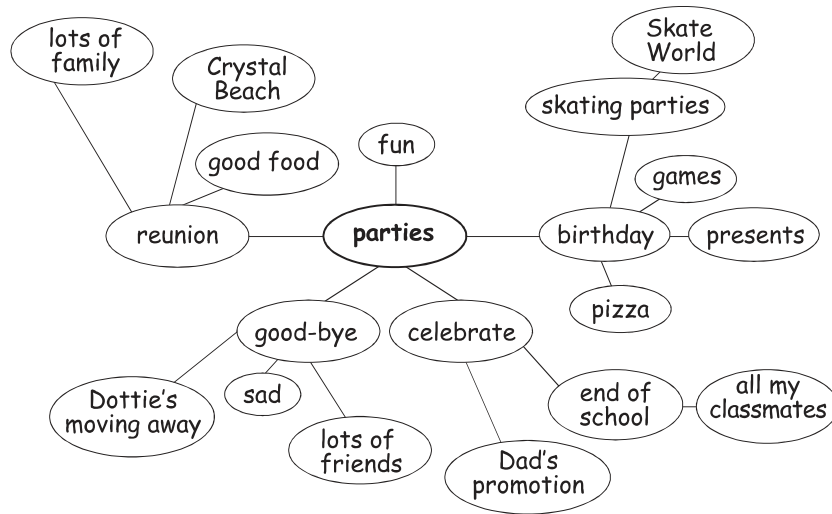 lots of
family
Crystal
Beach
good food
reunion
fun
parties
Skate
World
skating parties
games
birthday
presents
pizza
good-bye
celebrate
Dottie's
moving away
sad
lots of
friends
Dad's
promotion
end of
school
all my
classmates